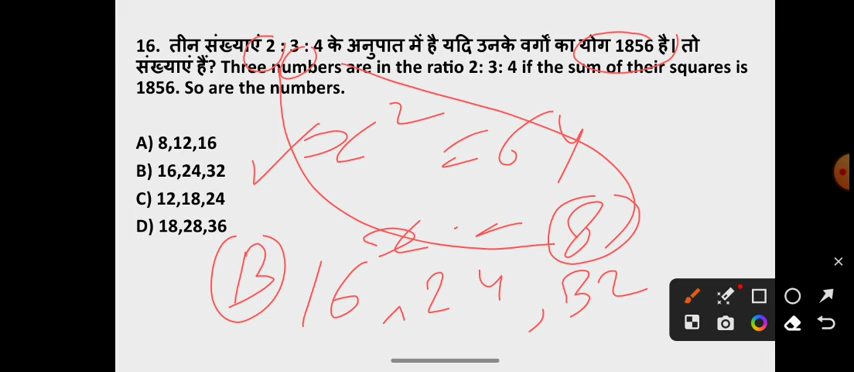 16. तीन संख्याएं 2 : 3 : 4 के अनुपात में है यदि उनके वर्गों का योग 1856 है। तो
संख्याएं हैं? Three numbers are in the ratio 2: 3: 4 if the sum of their squares is
1856. So are the numbers.
A) 8,12,16
B) 16,24,32
C) 12,18,24
D) 18,28,36
x² = 64
x = 8
B 16, 24, 32